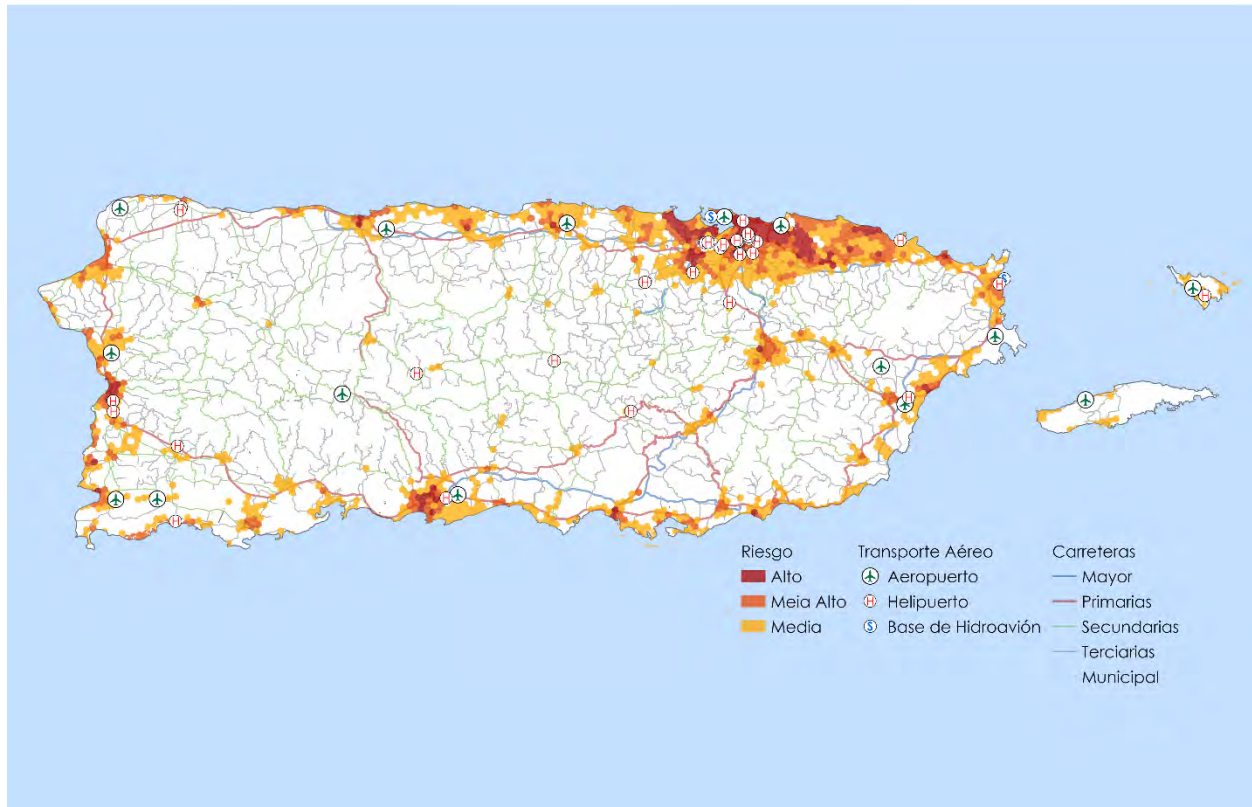 Riesgo
Alto
Meia Alto
Media
Transporte Aéreo
Aeropuerto
Helipuerto
Base de Hidroavión
Carreteras
Mayor
Primarias
Secundarias
Terciarias
Municipal